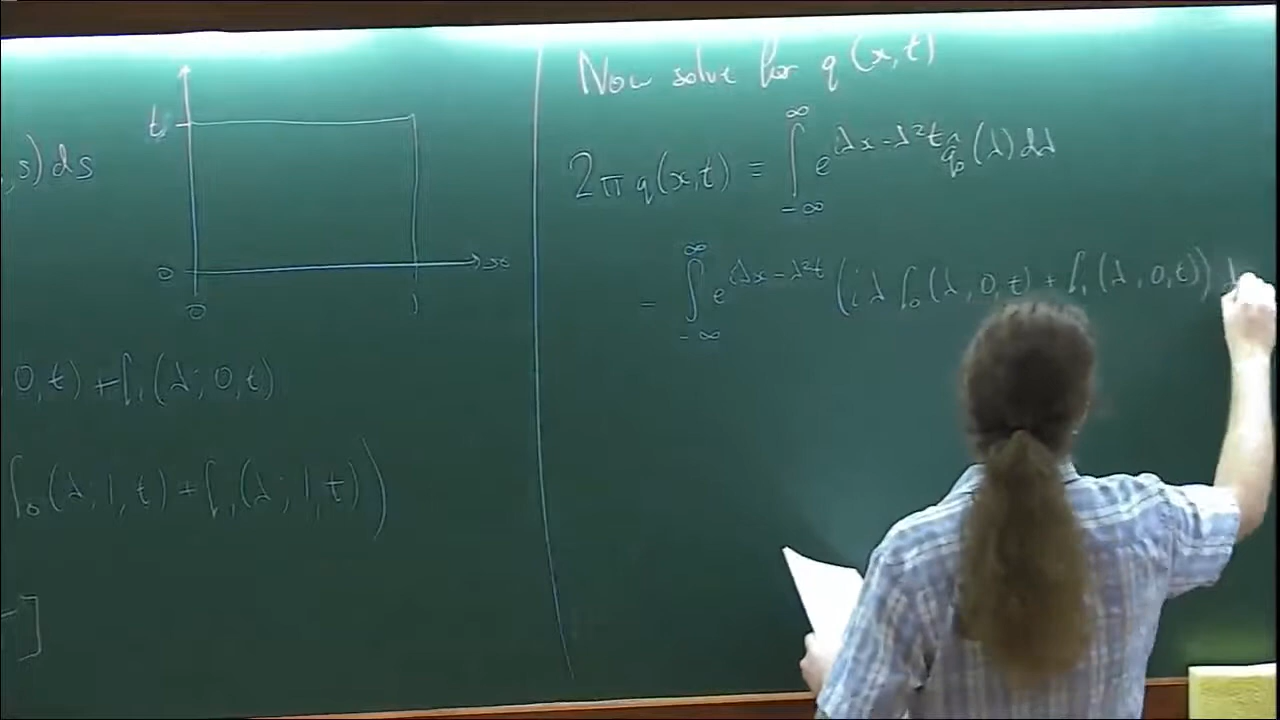 , s) ds
t
0
x
0
1
0, t) + f₁(λ; 0, t)
f₀(λ; 1, t) + f₁(λ; 1, t))
]
Now solve for q(x,t)
2π q(x,t) = ∫_{-∞}^{∞} e^{iλx - λ²t} q̂₀(λ) dλ
- ∫_{-∞}^{∞} e^{iλx - λ²t} (iλ f₀(λ, 0, t) + f₁(λ, 0, t))